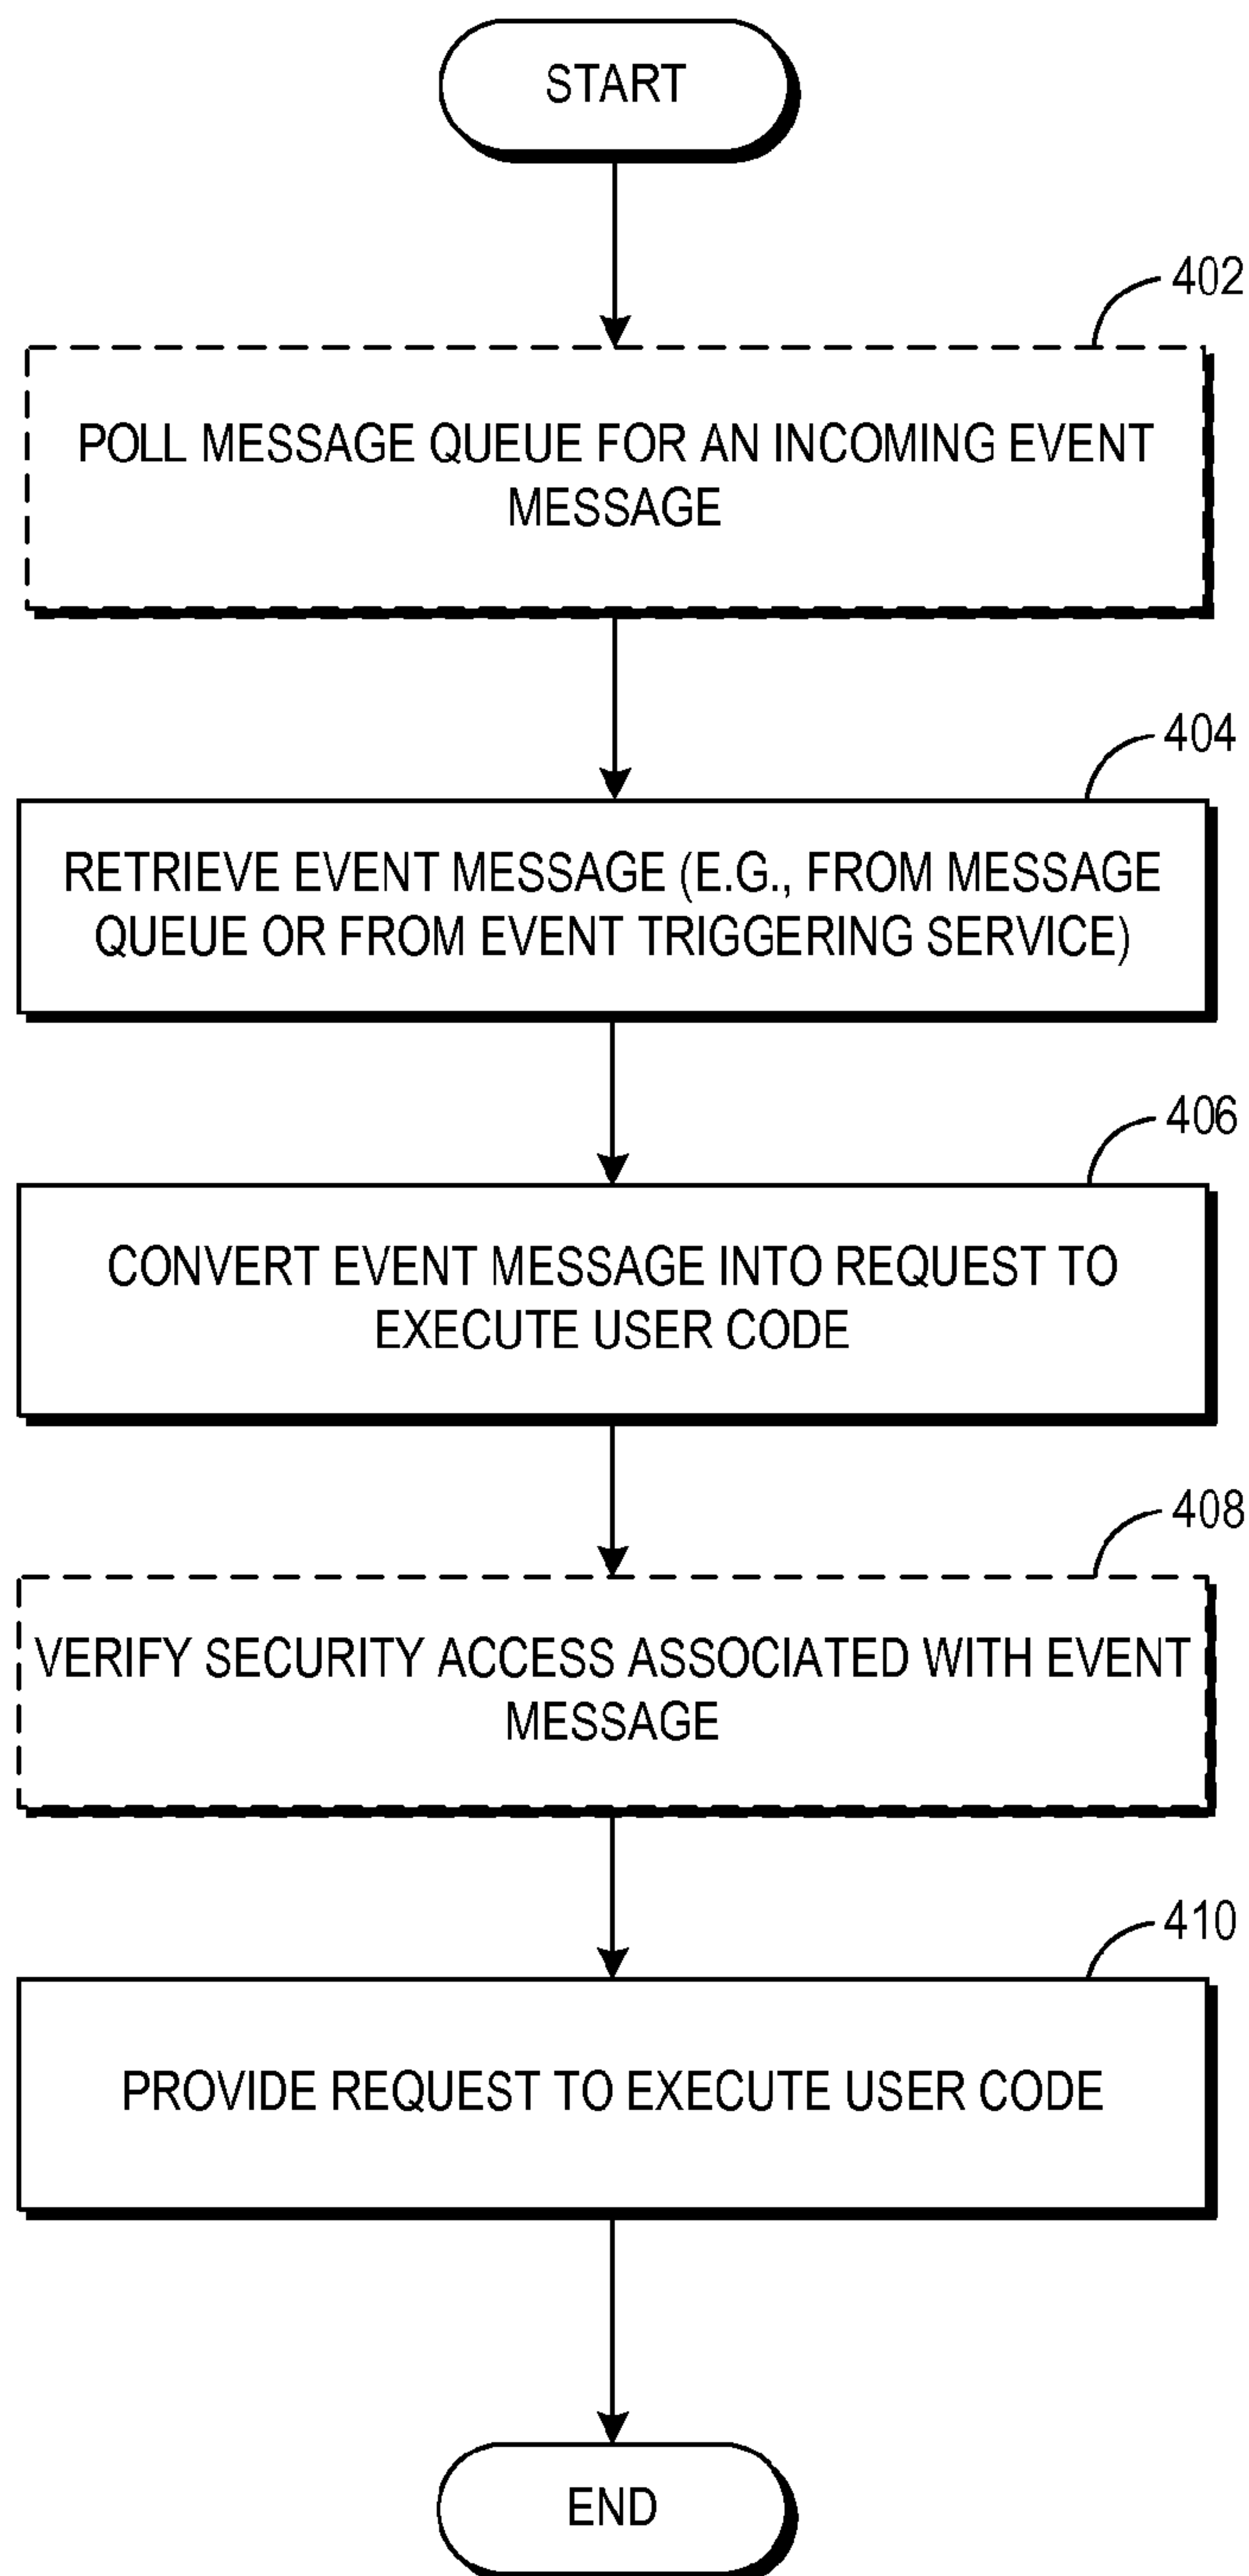 START
402
POLL MESSAGE QUEUE FOR AN INCOMING EVENT
MESSAGE
404
RETRIEVE EVENT MESSAGE (E.G., FROM MESSAGE
QUEUE OR FROM EVENT TRIGGERING SERVICE)
406
CONVERT EVENT MESSAGE INTO REQUEST TO
EXECUTE USER CODE
408
VERIFY SECURITY ACCESS ASSOCIATED WITH EVENT
MESSAGE
410
PROVIDE REQUEST TO EXECUTE USER CODE
END